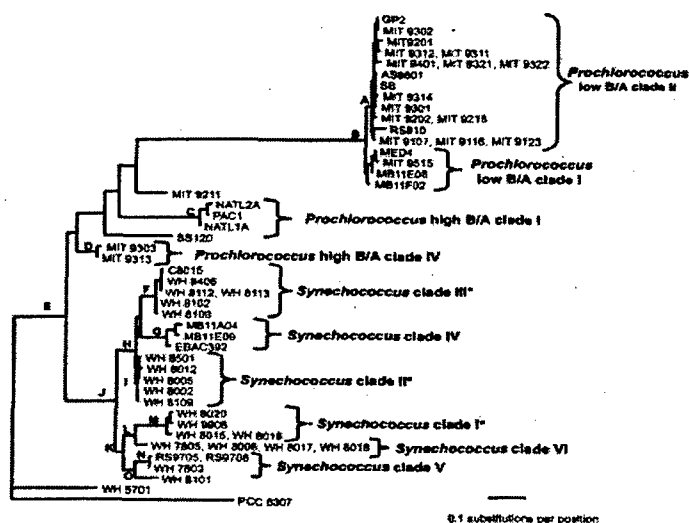 GP2
MIT 9302
MIT9201
MIT 9312, MIT 9311
MIT 9401, MIT 9321, MIT 9322
AS9601
SB
MIT 9314
MIT 9301
MIT 9202, MIT 9215
RS810
MIT 9107, MIT 9116, MIT 9123
A
B
Prochlorococcus
low B/A clade II
MED4
MIT 9515
MB11E08
MB11F02
Prochlorococcus
low B/A clade I
MIT 9211
C
NATL2A
PAC1
NATL1A
Prochlorococcus high B/A clade I
SS120
D
MIT 9303
MIT 9313
Prochlorococcus high B/A clade IV
E
F
C8015
WH 8406
WH 8112, WH 8113
WH 8102
WH 8103
Synechococcus clade III*
G
MB11A04
MB11E09
EBAC392
Synechococcus clade IV
H
I
WH 8501
WH 8012
WH 8005
WH 8002
WH 8109
Synechococcus clade II*
J
M
WH 8020
WH 9908
WH 8015, WH 8016
Synechococcus clade I*
K
L
WH 7805, WH 8006, WH 8017, WH 8018
Synechococcus clade VI
N
RS9705, RS9708
WH 7803
O
WH 8101
Synechococcus clade V
WH 5701
PCC 6307
0.1 substitutions per position